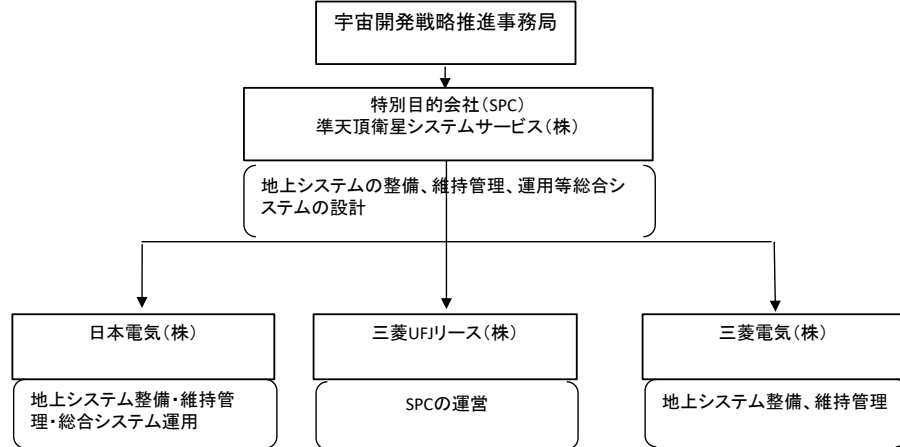 宇宙開発戦略推進事務局
特別目的会社(SPC)
準天頂衛星システムサービス(株)
地上システムの整備、維持管理、運用等総合シ
ステムの設計
日本電気(株)
三菱UFJリース(株)
三菱電気(株)
地上システム整備・維持管
理・総合システム運用
SPCの運営
地上システム整備、維持管理